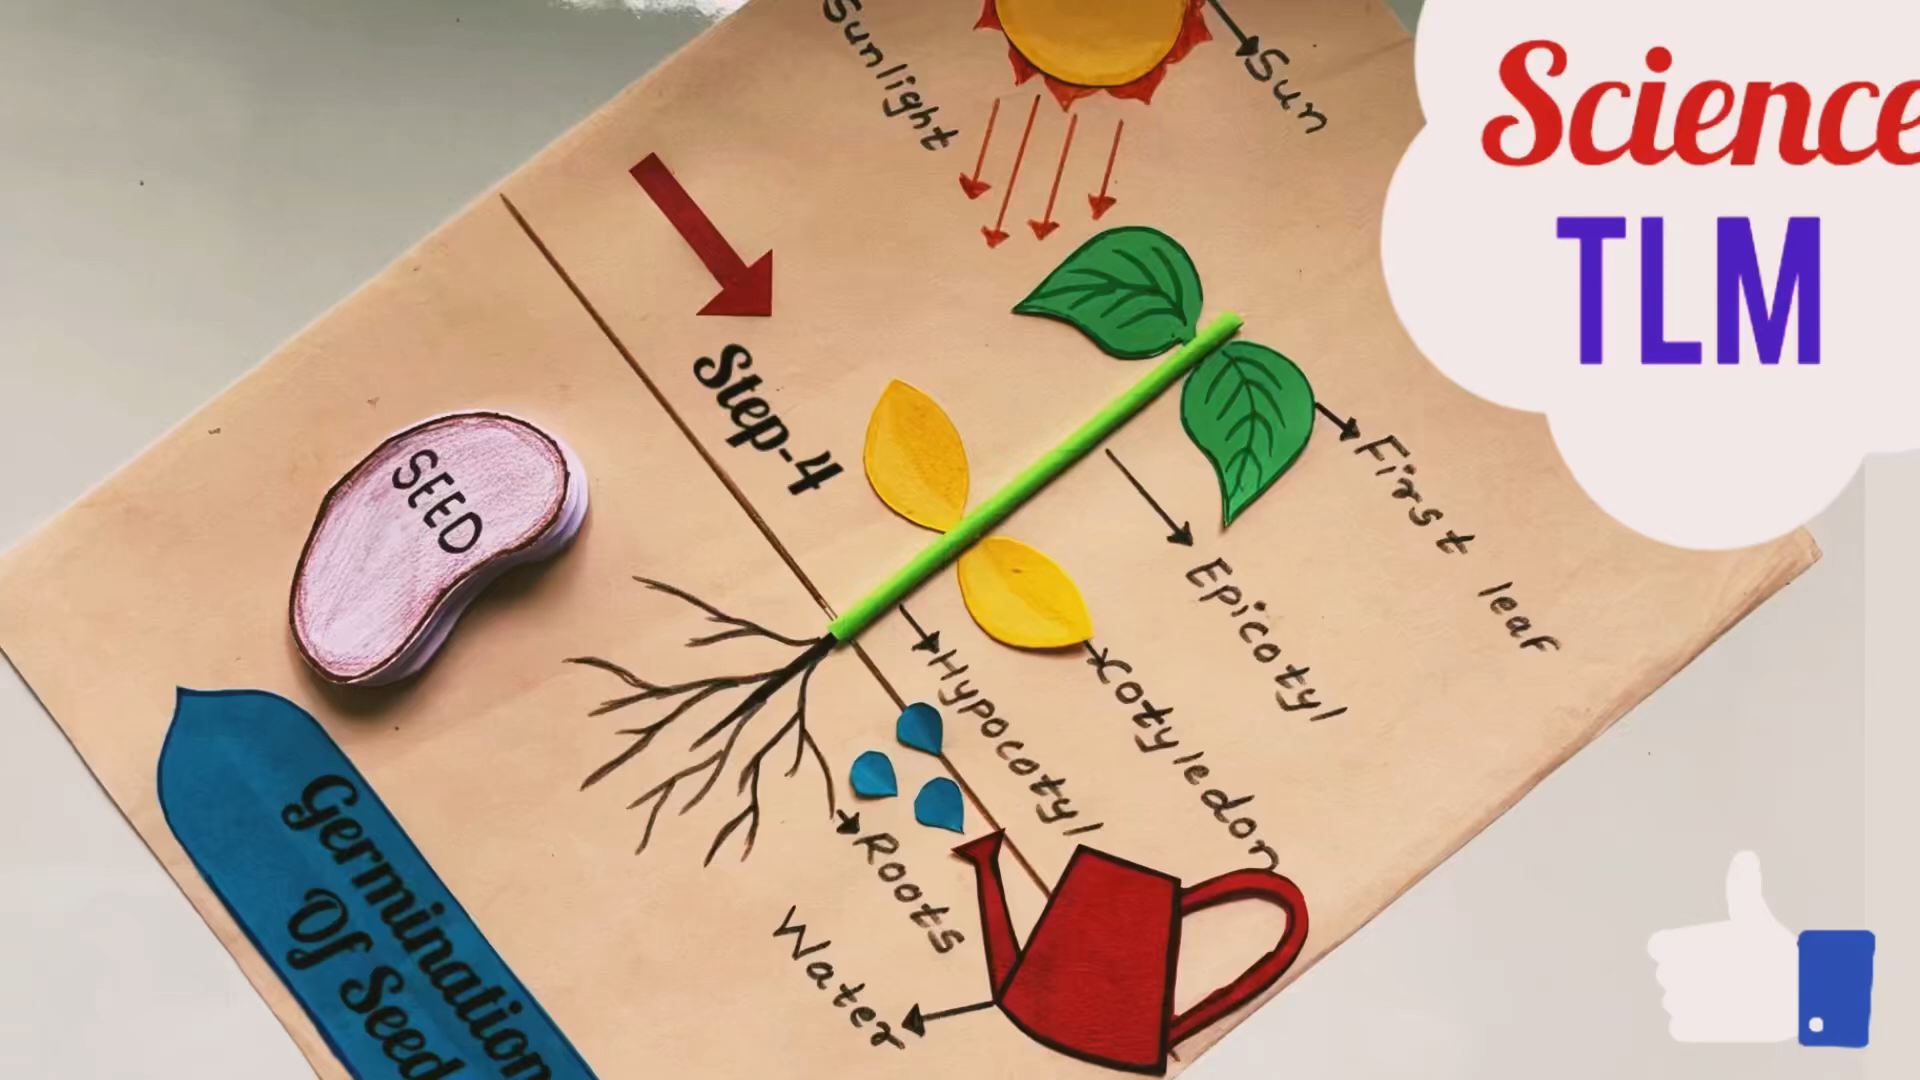 Science
TLM
Sunlight
Sun
Step-4
SEED
First leaf
Epicotyl
Cotyledon
Hypocotyl
Roots
Water
Germination
Of Seed